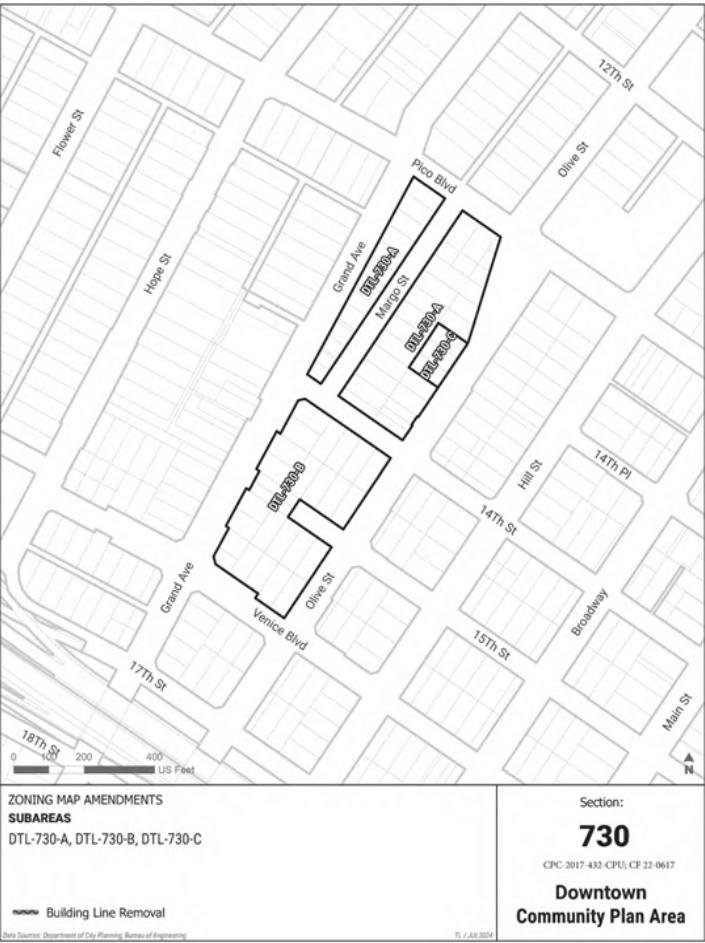 12Th St
Flower St
Olive St
Pico Blvd
Grand Ave
DTL-730-A
Hope St
Margo St
DTL-730-A
DTL-730-C
14Th Pl
Hill St
DTL-730-B
14Th St
Grand Ave
Olive St
Broadway
Venice Blvd
15Th St
17Th St
Main St
18Th St
0 100 200 400
US Feet
N
ZONING MAP AMENDMENTS
SUBAREAS
DTL-730-A, DTL-730-B, DTL-730-C
Building Line Removal
Data Sources: Department of City Planning, Bureau of Engineering
TL / JUL 2024
Section:
730
CPC-2017-432-CPU; CF 22-0617
Downtown
Community Plan Area